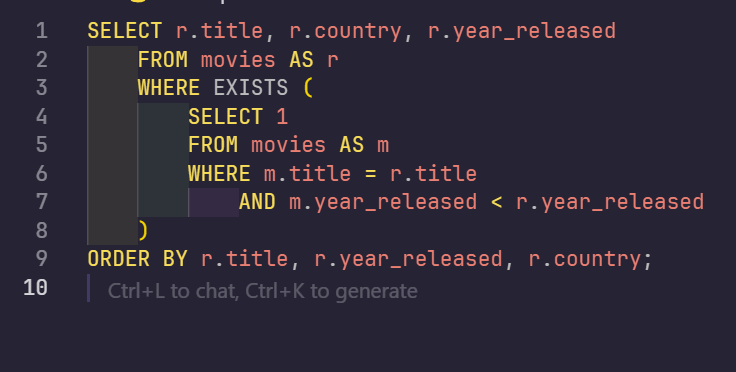 1 SELECT r.title, r.country, r.year_released
2     FROM movies AS r
3     WHERE EXISTS (
4         SELECT 1
5         FROM movies AS m
6         WHERE m.title = r.title
7             AND m.year_released < r.year_released
8     )
9 ORDER BY r.title, r.year_released, r.country;
10 Ctrl+L to chat, Ctrl+K to generate